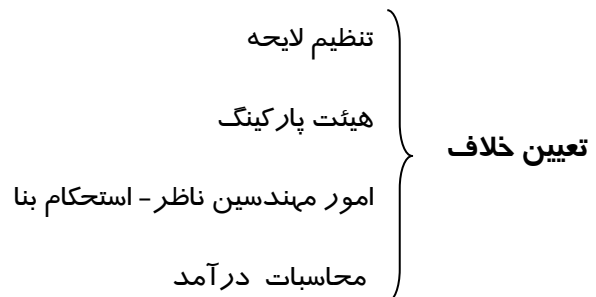 تعیین خلاف
تنظیم لایحه
هیئت پارکینگ
امور مهندسین ناظر – استحکام بنا
محاسبات درآمد